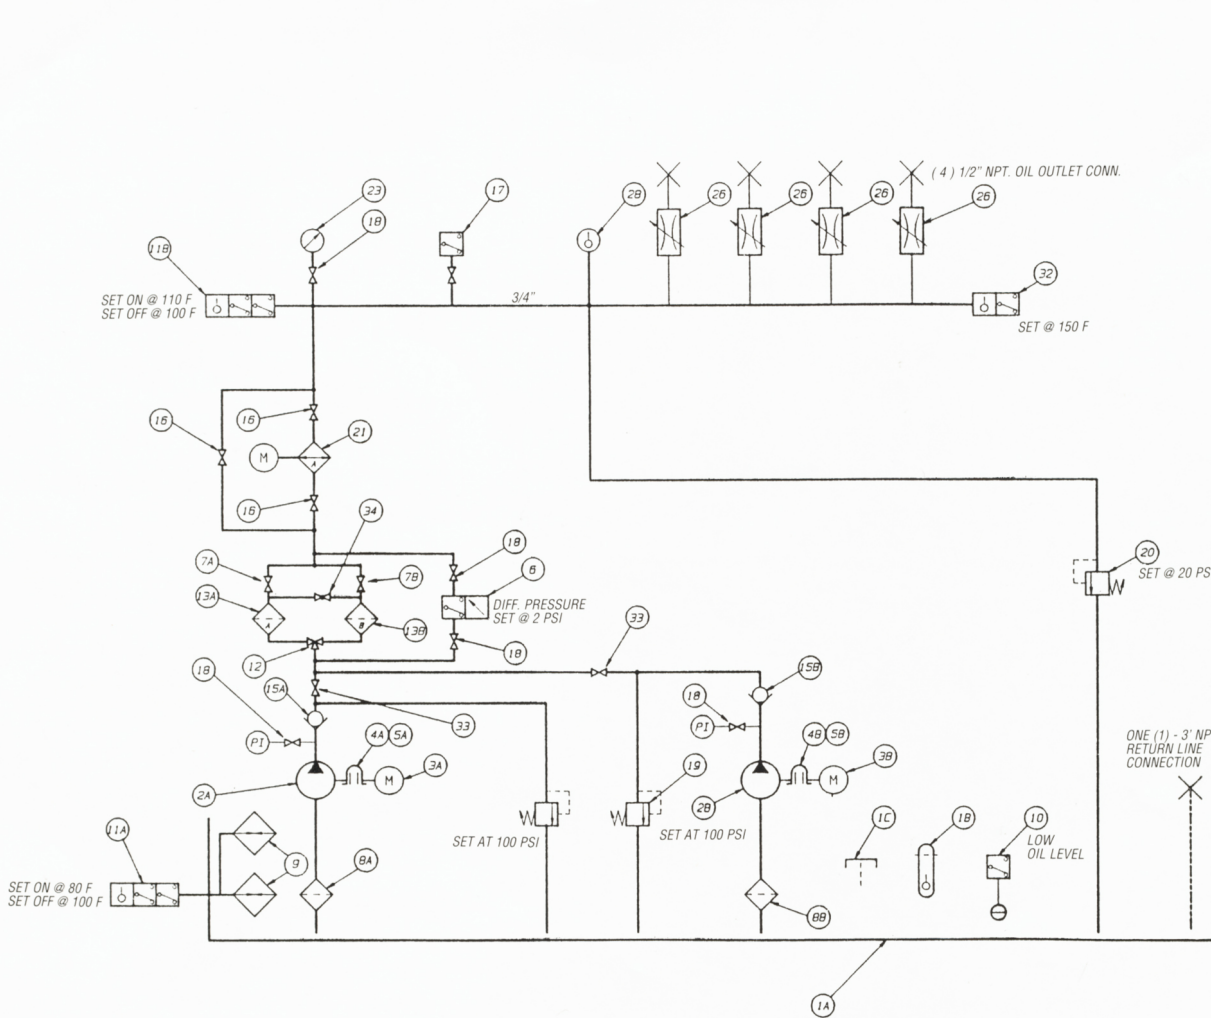 ( 4 ) 1/2" NPT. OIL OUTLET CONN.
23
17
28
26
26
26
26
18
11B
SET ON @ 110 F
SET OFF @ 100 F
3/4"
32
SET @ 150 F
16
16
21
M
A
16
34
18
7A
7B
6
20
SET @ 20 PS
13A
A
B
13B
DIFF. PRESSURE
SET @ 2 PSI
12
18
33
18
15A
15B
18
33
PI
PI
4A
5A
4B
5B
ONE (1) - 3' NP
RETURN LINE
CONNECTION
2A
M
3A
19
2B
M
3B
SET AT 100 PSI
SET AT 100 PSI
11A
9
8A
1C
1B
10
LOW
OIL LEVEL
SET ON @ 80 F
SET OFF @ 100 F
8B
1A